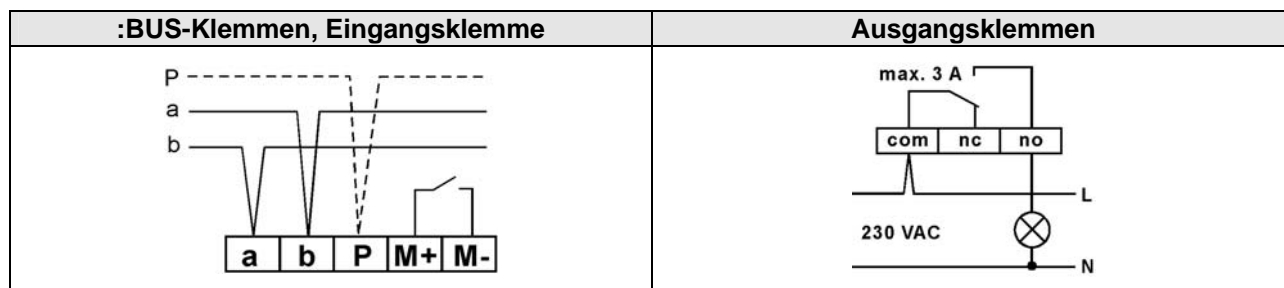 :BUS-Klemmen, Eingangsklemme
P
a
b
a b P M+ M-
Ausgangsklemmen
max. 3 A
com nc no
L
230 VAC
N